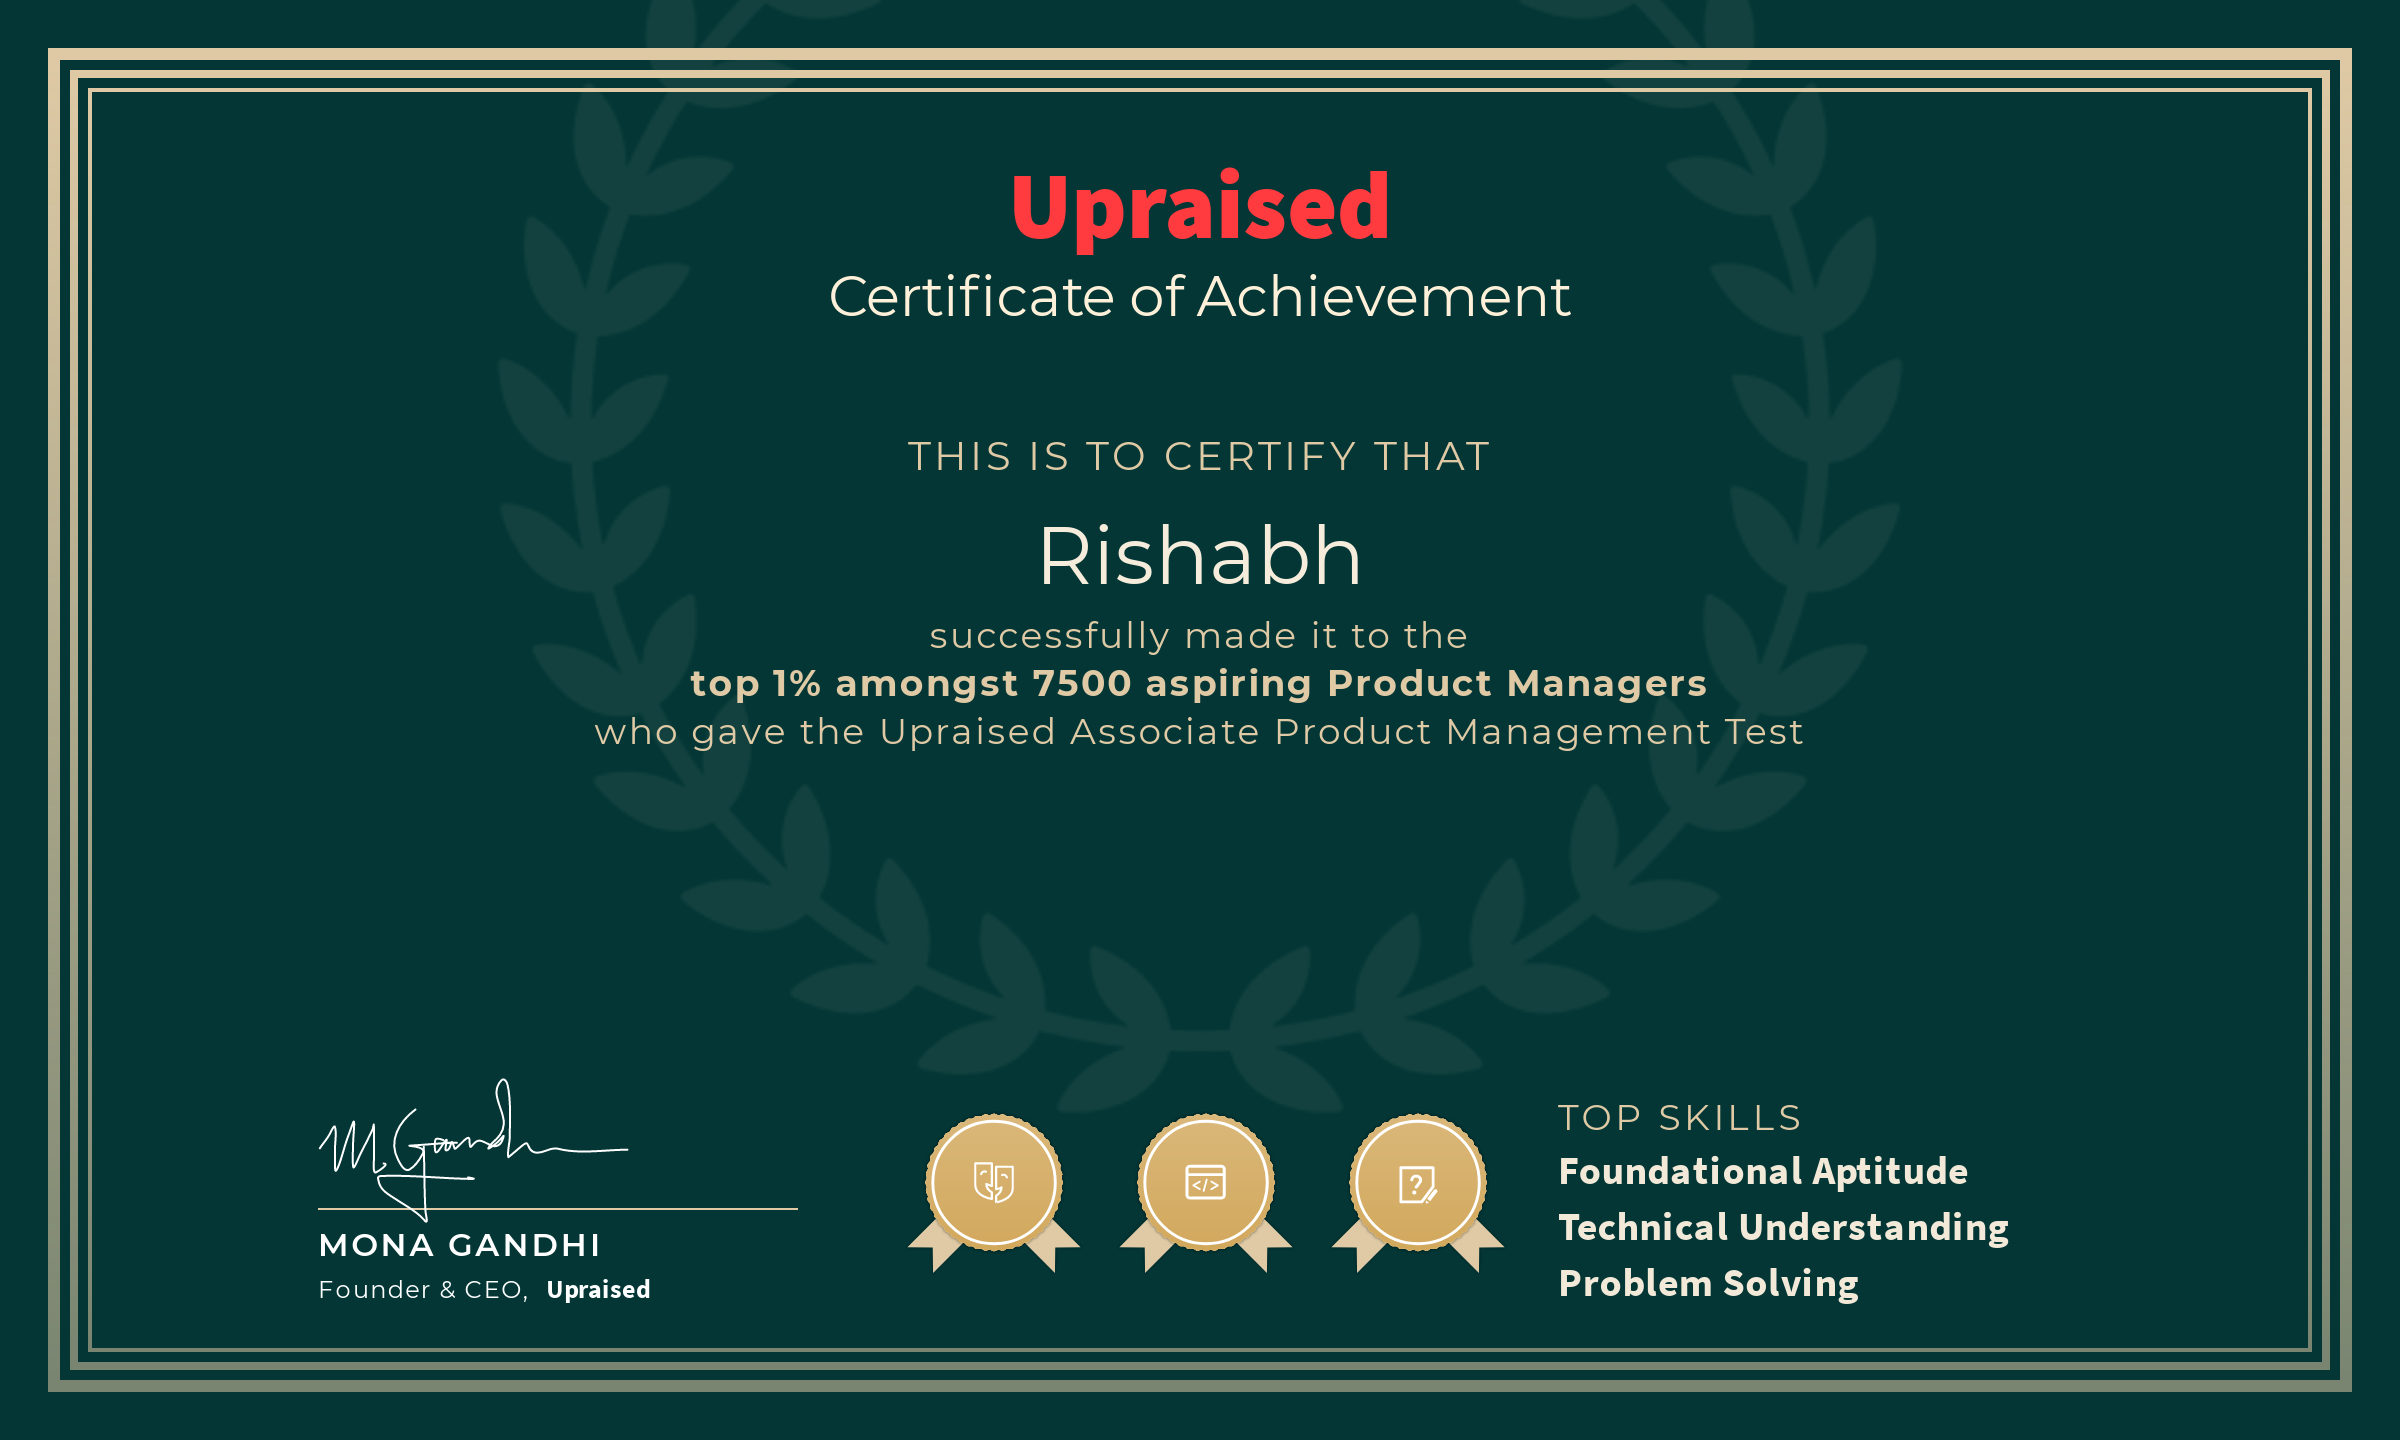 Upraised
Certificate of Achievement
THIS IS TO CERTIFY THAT
Rishabh
successfully made it to the
top 1% amongst 7500 aspiring Product Managers
who gave the Upraised Associate Product Management Test
M. Gandhi
MONA GANDHI
Founder & CEO, Upraised
</>
?
TOP SKILLS
Foundational Aptitude
Technical Understanding
Problem Solving